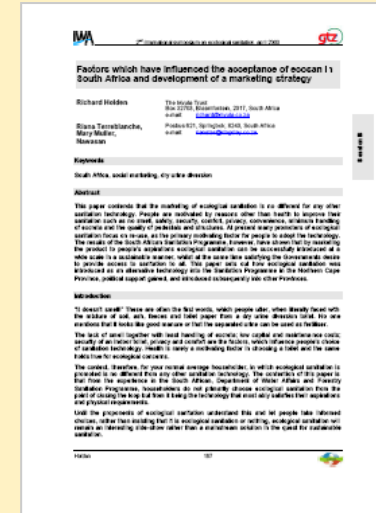 IWA
2nd international symposium on ecological sanitation, april 2003
gtz
Factors which have influenced the acceptance of ecosan in
South Africa and development of a marketing strategy
Richard Holden
The Mvula Trust
South Africa
e-mail:
Riana Terreblanche,
Mary Muller,
Nawasan
Springbok, 8240, South Africa
e-mail:
Session B
Keywords
South Africa, social marketing, dry urine diversion
Abstract
This paper contends that the marketing of ecological sanitation is no different for any other
sanitation technology. People are motivated by reasons other than health to improve their
sanitation such as no smell, safety, security, comfort, privacy, convenience, minimum handling
of excreta and the quality of pedestals and structures. At present many promoters of ecological
sanitation focus on re-use, as the primary motivating factor for people to adopt the technology.
The results of the South African Sanitation Programme, however, have shown that by marketing
the product to people's aspirations ecological sanitation can be successfully introduced at a
wide scale in a sustainable manner, whilst at the same time satisfying the Governments desire
to provide access to sanitation to all. This paper sets out how ecological sanitation was
introduced as an alternative technology into the Sanitation Programme in the Northern Cape
Province, political support gained, and introduced subsequently into other Provinces.
Introduction
"It doesn't smell!" These are often the first words, which people utter, when literally faced with
the mixture of soil, ash, faeces and toilet paper from a dry urine diversion toilet. No one
mentions that it looks like good manure or that the separated urine can be used as fertiliser.
The lack of smell together with least handling of excreta; low capital and maintenance costs;
security of an indoor toilet, privacy and comfort are the factors, which influence people's choice
of sanitation technology. Health is rarely a motivating factor in choosing a toilet and the same
holds true for ecological concerns.
The context, therefore, for your normal average householder, in which ecological sanitation is
promoted is no different from any other sanitation technology. The contention of this paper is
that from the experience in the South African, Department of Water Affairs and Forestry
Sanitation Programme, householders do not primarily choose ecological sanitation from the
point of closing the loop but from it being the technology that most ably satisfies their aspirations
and physical requirements.
Until the proponents of ecological sanitation understand this and let people take informed
choices, rather than insisting that it is ecological sanitation or nothing, ecological sanitation will
remain an interesting side-show rather than a mainstream solution in the quest for sustainable
sanitation.
Holden
167